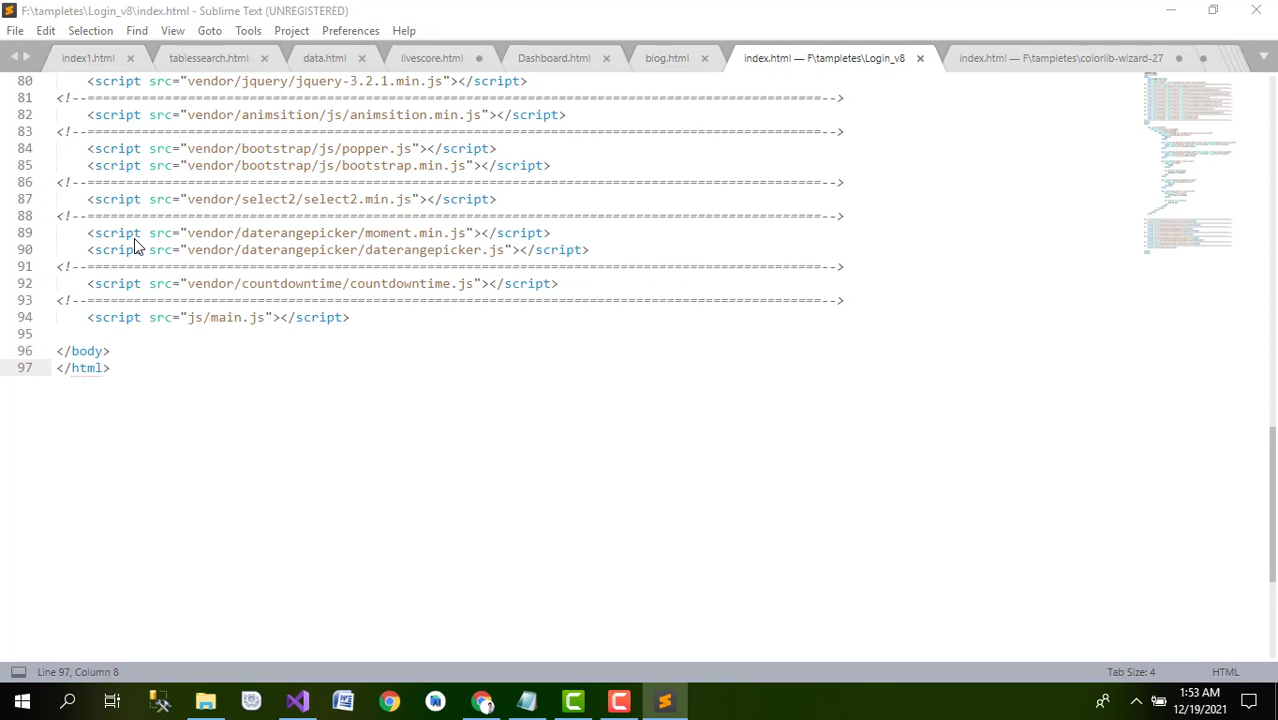 F:\tampletes\Login_v8\index.html - Sublime Text (UNREGISTERED)
File Edit Selection Find View Goto Tools Project Preferences Help
index1.html tablessearch.html data.html livescore.html Dashboard.html blog.html index.html — F:\tampletes\Login_v8 index.html — F:\tampletes\colorlib-wizard-27
80 <script src="vendor/jquery/jquery-3.2.1.min.js"></script>
81 <!--===============================================================================================-->
82 <script src="vendor/animsition/js/animsition.min.js"></script>
83 <!--===============================================================================================-->
84 <script src="vendor/bootstrap/js/popper.js"></script>
85 <script src="vendor/bootstrap/js/bootstrap.min.js"></script>
86 <!--===============================================================================================-->
87 <script src="vendor/select2/select2.min.js"></script>
88 <!--===============================================================================================-->
89 <script src="vendor/daterangepicker/moment.min.js"></script>
90 <script src="vendor/daterangepicker/daterangepicker.js"></script>
91 <!--===============================================================================================-->
92 <script src="vendor/countdowntime/countdowntime.js"></script>
93 <!--===============================================================================================-->
94 <script src="js/main.js"></script>
95
96 </body>
97 </html>
Line 97, Column 8 Tab Size: 4 HTML
1:53 AM
12/19/2021